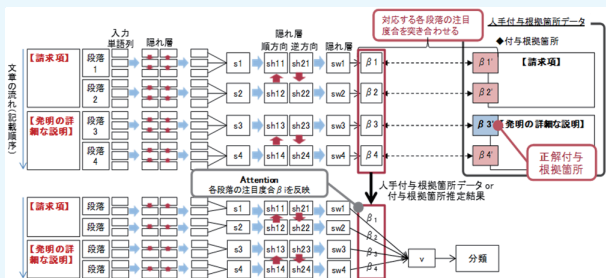 対応する各段落の注目
度合を突き合わせる
人手付与根拠箇所データ
◆付与根拠箇所
入力
単語列
隠れ層
隠れ層
順方向 逆方向
隠れ層
文章の流れ(記載順序)
【請求項】
段落
1
s1
sh11
sh21
sw1
β1
β1'
【請求項】
段落
2
s2
sh12
sh22
sw2
β2
β2'
【発明の詳
細な説明】
段落
3
s3
sh13
sh23
sw3
β3
β3'
【発明の詳細な説明】
段落
4
s4
sh14
sh24
sw4
β4
β4'
正解付与
根拠箇所
Attention
各段落の注目度合βiを反映
人手付与根拠箇所データor
付与根拠箇所推定結果
【請求項】
段落
s1
sh11
sh21
sw1
β1
段落
s2
sh12
sh22
sw2
β2
【発明の詳
細な説明】
段落
s3
sh13
sh23
sw3
β3
段落
s4
sh14
sh24
sw4
β4
v
分類